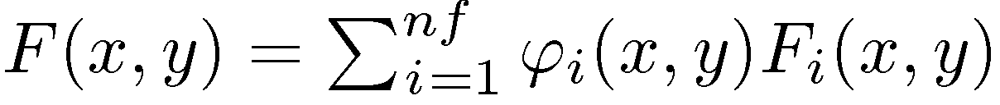 F(x, y) = ∑_{i=1}^{nf} φ_i(x, y)F_i(x, y)